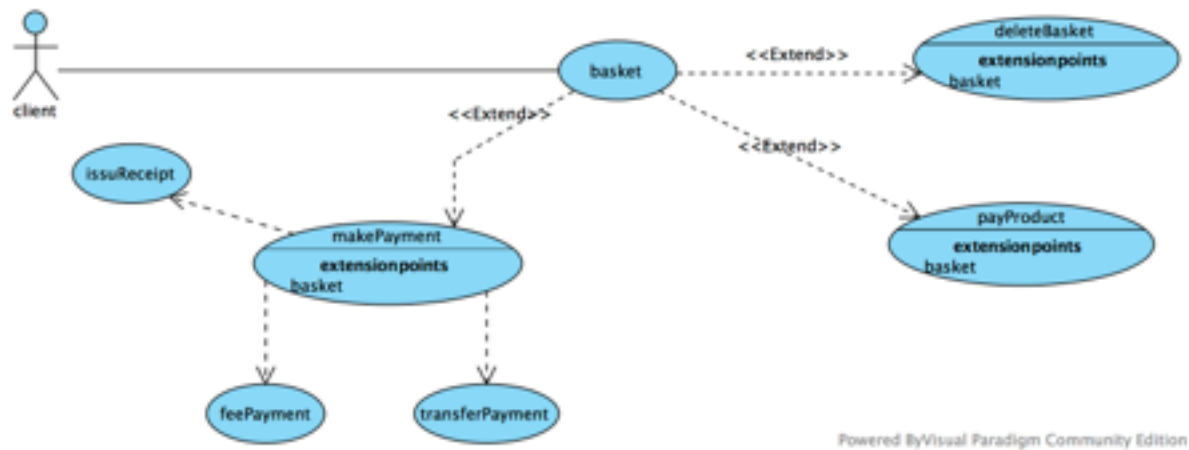 deleteBasket
<<Extend>>
extensionpoints
basket
basket
client
<<Extend>>
<<Extend>>
issuReceipt
payProduct
makePayment
extensionpoints
extensionpoints
basket
basket
feePayment
transferPayment
Powered ByVisual Paradigm Community Edition